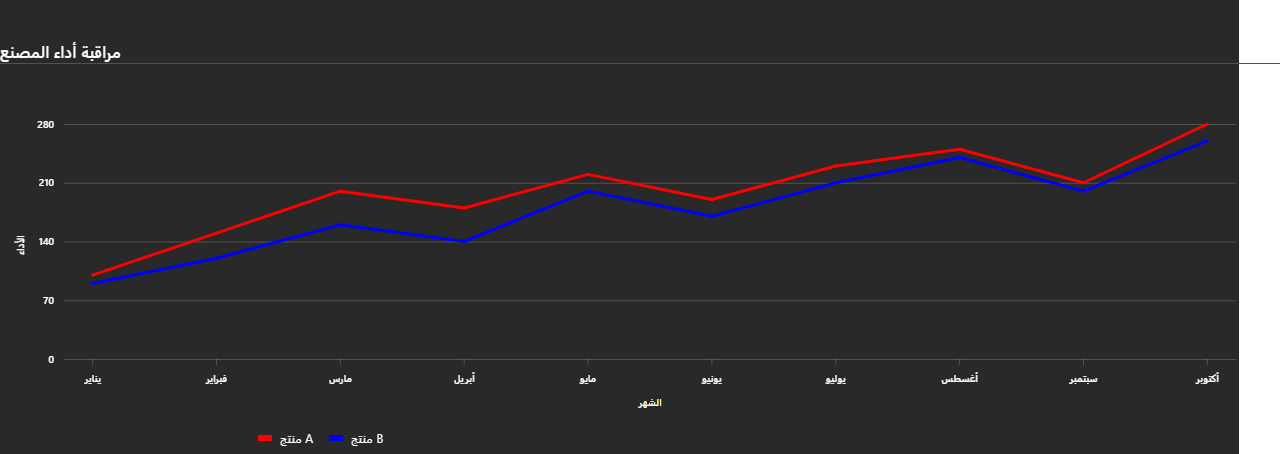 مراقبة أداء المصنع
280
210
140
70
0
الأداء
يناير فبراير مارس أبريل مايو يونيو يوليو أغسطس سبتمبر أكتوبر
الشهر
منتج A منتج B